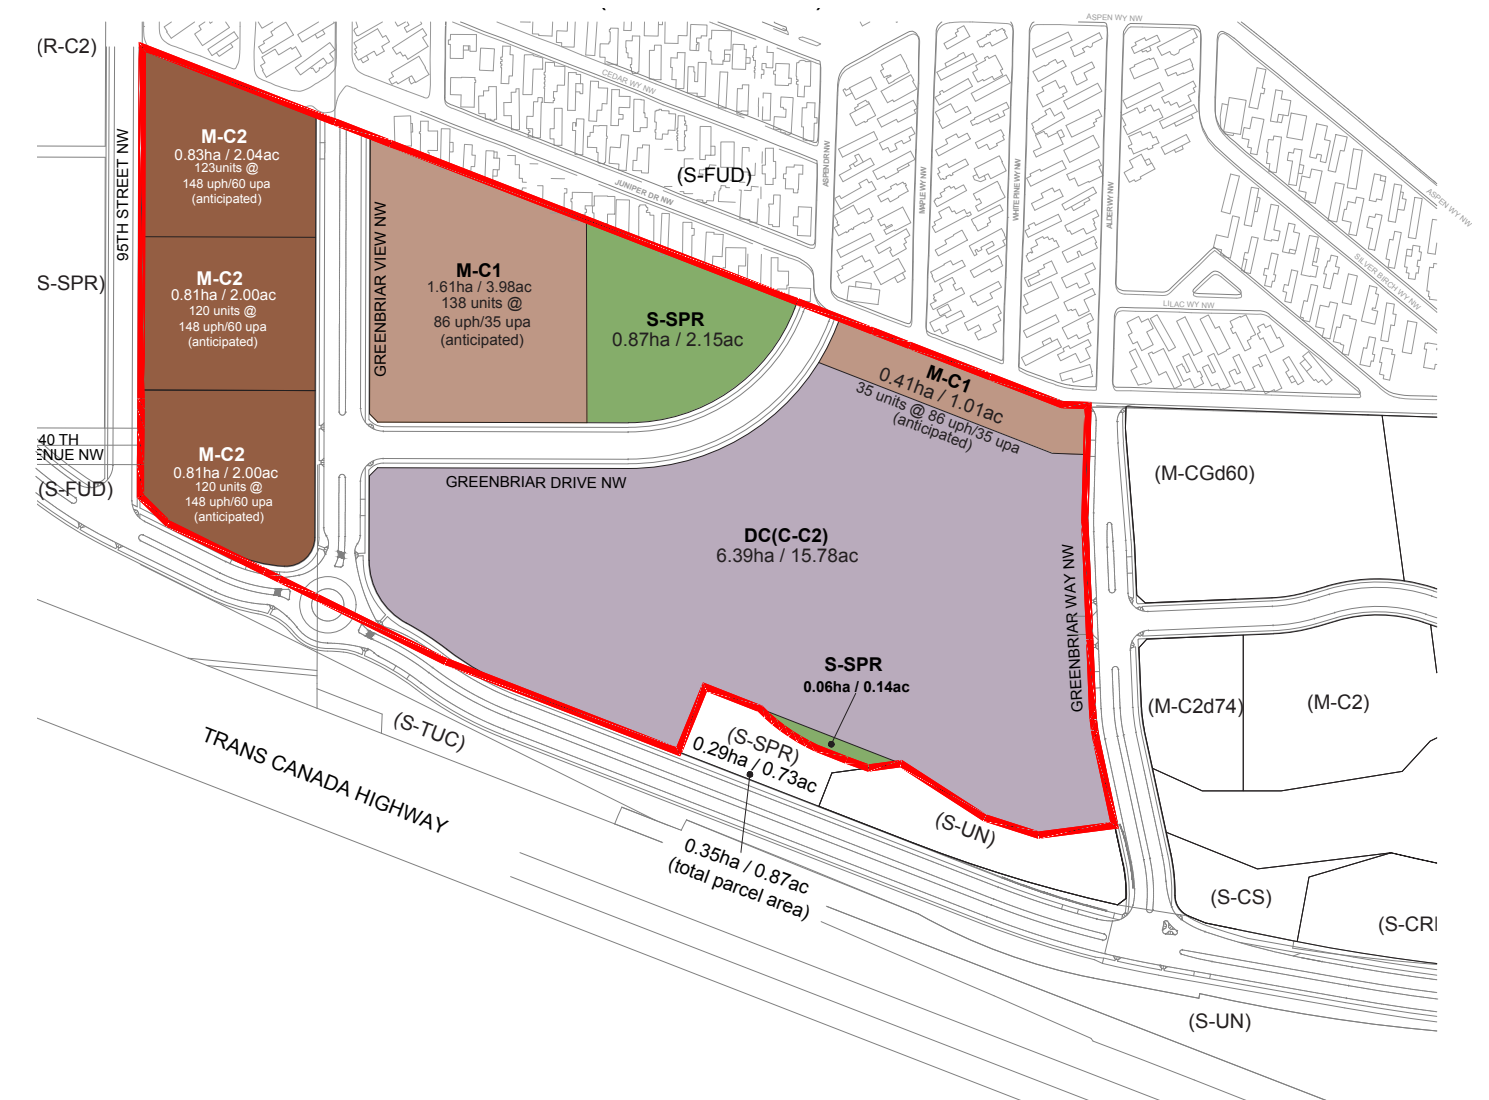 ASPEN WY NW
(R-C2)
CEDAR WY NW
M-C2
0.83ha / 2.04ac
123units @
148 uph/60 upa
(anticipated)
95TH STREET NW
(S-FUD)
JUNIPER DR NW
ASPEN DR NW
MAPLE WY NW
WHITE PINE WY NW
ALDER WY NW
ASPEN WY NW
SILVER BIRCH WY NW
LILAC WY NW
S-SPR)
M-C2
0.81ha / 2.00ac
120 units @
148 uph/60 upa
(anticipated)
GREENBRIAR VIEW NW
M-C1
1.61ha / 3.98ac
138 units @
86 uph/35 upa
(anticipated)
S-SPR
0.87ha / 2.15ac
M-C1
0.41ha / 1.01ac
35 units @ 86 uph/35 upa
(anticipated)
40 TH
ENUE NW
(S-FUD)
M-C2
0.81ha / 2.00ac
120 units @
148 uph/60 upa
(anticipated)
GREENBRIAR DRIVE NW
(M-CGd60)
DC(C-C2)
6.39ha / 15.78ac
GREENBRIAR WAY NW
S-SPR
0.06ha / 0.14ac
(M-C2d74)
(M-C2)
(S-TUC)
(S-SPR)
0.29ha / 0.73ac
TRANS CANADA HIGHWAY
(S-UN)
0.35ha / 0.87ac
(total parcel area)
(S-CS)
(S-CRI
(S-UN)